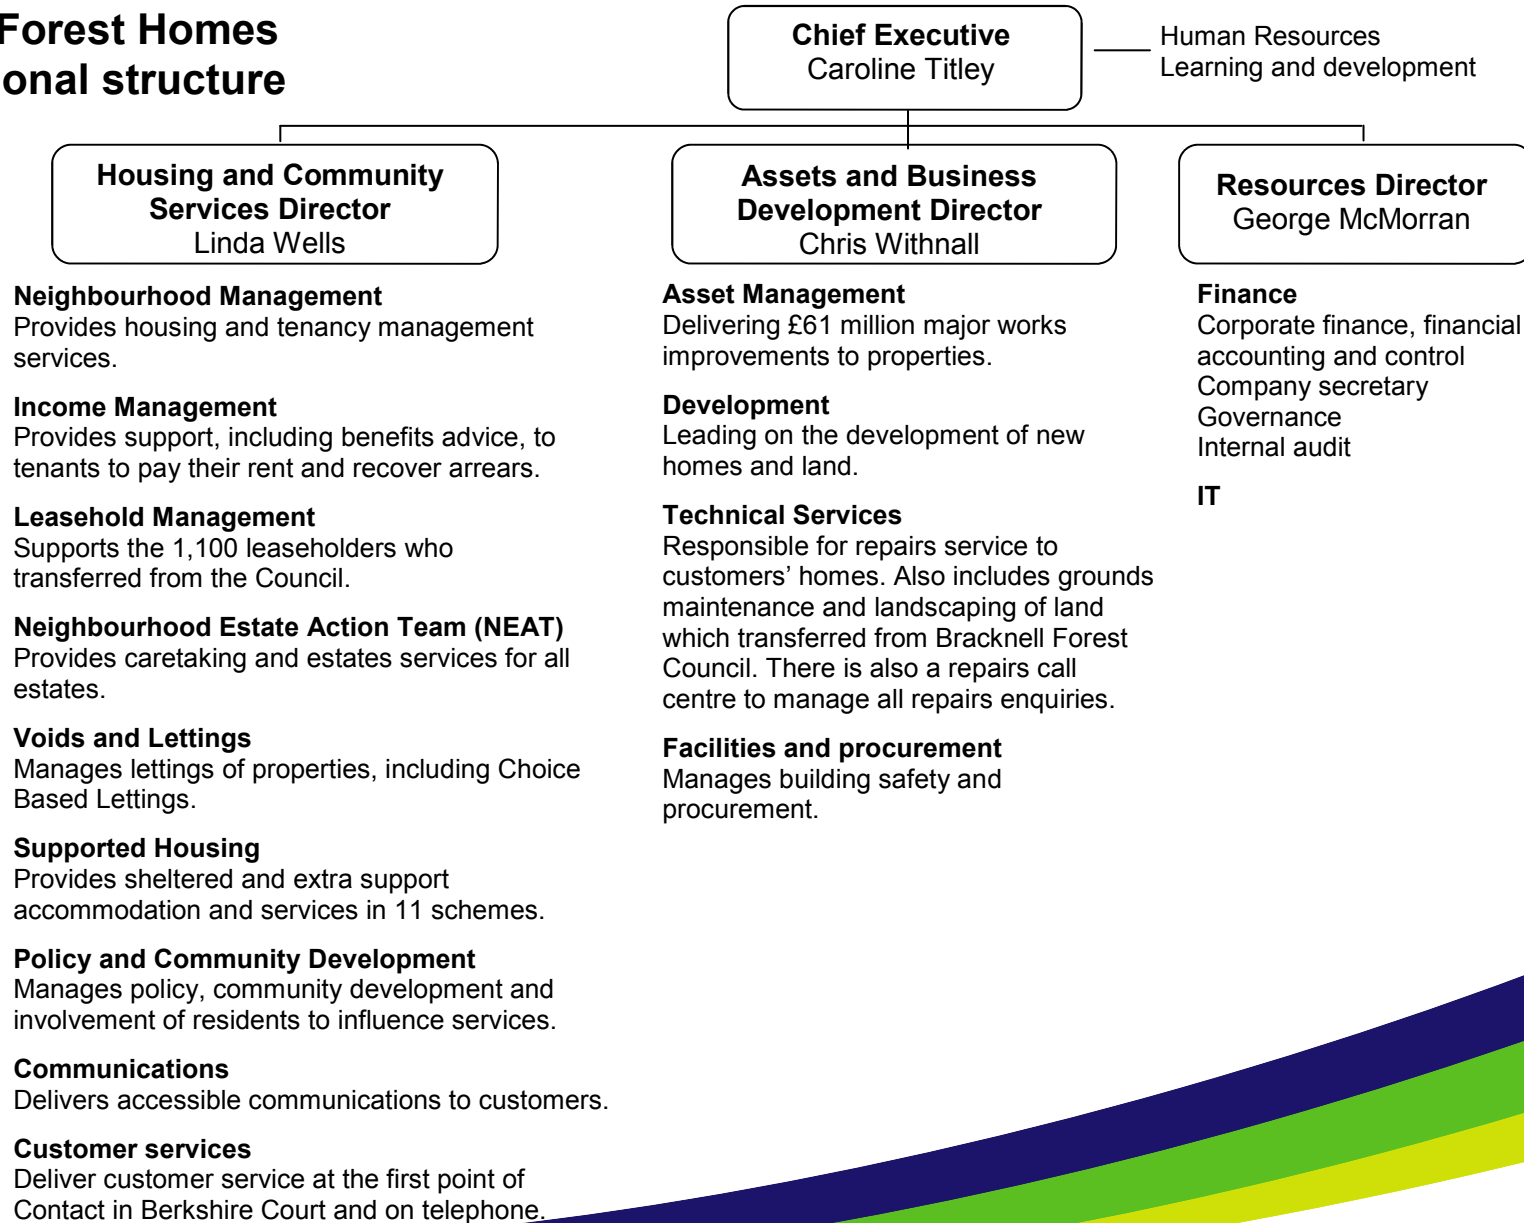 Forest Homes
onal structure
Chief Executive
Caroline Titley
Human Resources
Learning and development
Housing and Community
Services Director
Linda Wells
Assets and Business
Development Director
Chris Withnall
Resources Director
George McMorran
Neighbourhood Management
Provides housing and tenancy management
services.
Income Management
Provides support, including benefits advice, to
tenants to pay their rent and recover arrears.
Leasehold Management
Supports the 1,100 leaseholders who
transferred from the Council.
Neighbourhood Estate Action Team (NEAT)
Provides caretaking and estates services for all
estates.
Voids and Lettings
Manages lettings of properties, including Choice
Based Lettings.
Supported Housing
Provides sheltered and extra support
accommodation and services in 11 schemes.
Policy and Community Development
Manages policy, community development and
involvement of residents to influence services.
Communications
Delivers accessible communications to customers.
Customer services
Deliver customer service at the first point of
Contact in Berkshire Court and on telephone.
Asset Management
Delivering £61 million major works
improvements to properties.
Development
Leading on the development of new
homes and land.
Technical Services
Responsible for repairs service to
customers’ homes. Also includes grounds
maintenance and landscaping of land
which transferred from Bracknell Forest
Council. There is also a repairs call
centre to manage all repairs enquiries.
Facilities and procurement
Manages building safety and
procurement.
Finance
Corporate finance, financial
accounting and control
Company secretary
Governance
Internal audit
IT